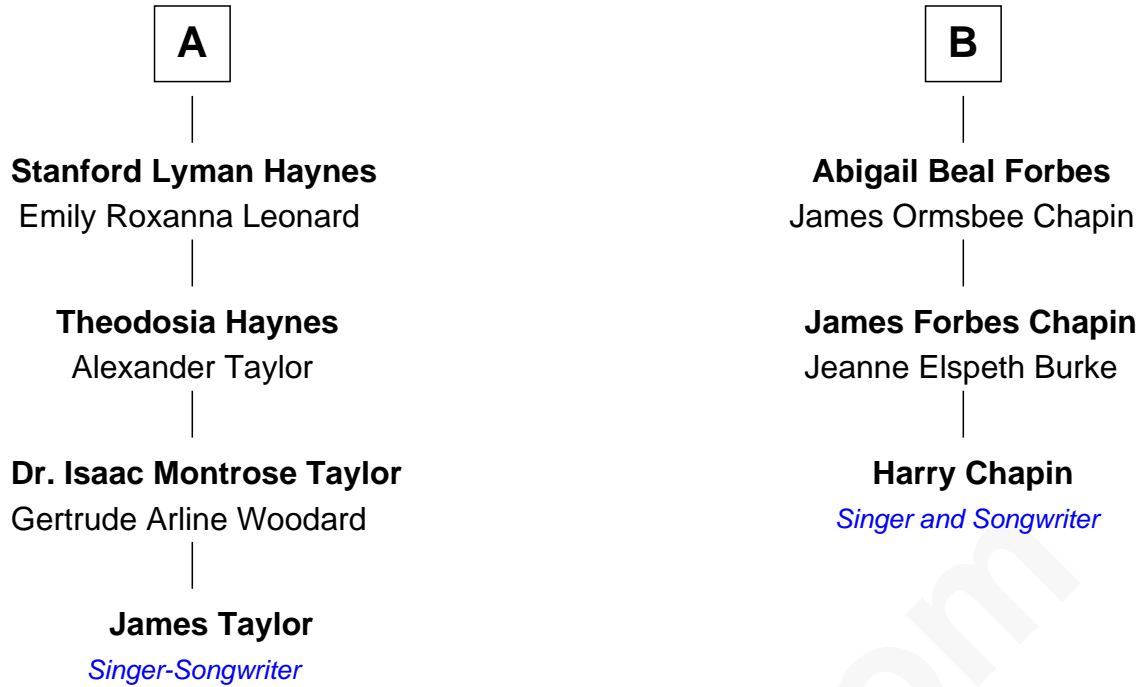 A
Stanford Lyman Haynes
Emily Roxanna Leonard
Theodosia Haynes
Alexander Taylor
Dr. Isaac Montrose Taylor
Gertrude Arline Woodard
James Taylor
Singer-Songwriter
B
Abigail Beal Forbes
James Ormsbee Chapin
James Forbes Chapin
Jeanne Elspeth Burke
Harry Chapin
Singer and Songwriter
om